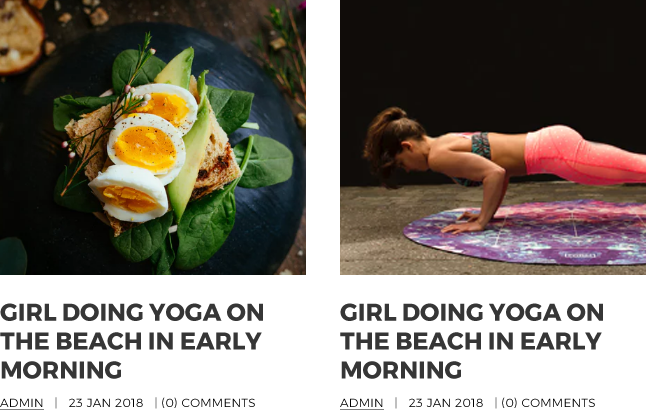 GIRL DOING YOGA ON
THE BEACH IN EARLY
MORNING
ADMIN | 23 JAN 2018 | (0) COMMENTS
GIRL DOING YOGA ON
THE BEACH IN EARLY
MORNING
ADMIN | 23 JAN 2018 | (0) COMMENTS